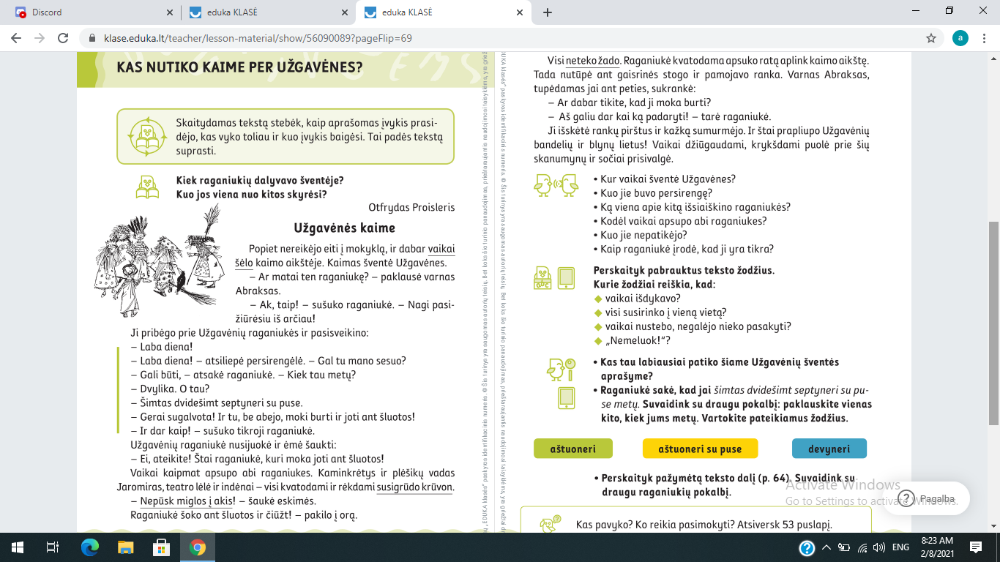 Discord
eduka KLASĖ
eduka KLASĖ
klase.eduka.lt/teacher/lesson-material/show/56090089?pageFlip=69
a
KAS NUTIKO KAIME PER UŽGAVĖNES?
Skaitydamas tekstą stebėk, kaip aprašomas įvykis prasi-
dėjo, kas vyko toliau ir kuo įvykis baigėsi. Tai padės tekstą
suprasti.
Kiek raganiukių dalyvavo šventėje?
Kuo jos viena nuo kitos skyrėsi?
Otfrydas Proisleris
Užgavėnės kaime
Popiet nereikėjo eiti į mokyklą, ir dabar vaikai
šėlo kaimo aikštėje. Kaimas šventė Užgavėnes.
– Ar matai ten raganiukę? – paklausė varnas
Abraksas.
– Ak, taip! – sušuko raganiukė. – Nagi pasi-
žiūrėsiu iš arčiau!
Ji pribėgo prie Užgavėnių raganiukės ir pasisveikino:
– Laba diena!
– Laba diena! – atsiliepė persirengėlė. – Gal tu mano sesuo?
– Gali būti, – atsakė raganiukė. – Kiek tau metų?
– Dvylika. O tau?
– Šimtas dvidešimt septyneri su puse.
– Gerai sugalvota! Ir tu, be abejo, moki burti ir joti ant šluotos!
– Ir dar kaip! – sušuko tikroji raganiukė.
Užgavėnių raganiukė nusijuokė ir ėmė šaukti:
– Ei, ateikite! Štai raganiukė, kuri moka joti ant šluotos!
Vaikai kaipmat apsupo abi raganiukes. Kaminkrėtys ir plėšikų vadas
Jaromiras, teatro lėlė ir indėnai – visi kvatodami ir rėkdami susigrūdo krūvon.
– Nepūsk miglos į akis! – šaukė eskimės.
Raganiukė šoko ant šluotos ir čiūžt! – pakilo į orą.
Visi neteko žado. Raganiukė kvatodama apsuko ratą aplink kaimo aikštę.
Tada nutūpė ant gaisrinės stogo ir pamojavo ranka. Varnas Abraksas,
tupėdamas jai ant peties, sukrankė:
– Ar dabar tikite, kad ji moka burti?
– Aš galiu dar kai ką padaryti! – tarė raganiukė.
Ji išskėtė rankų pirštus ir kažką sumurmėjo. Ir štai prapliupo Užgavėnių
bandelių ir blynų lietus! Vaikai džiūgaudami, krykšdami puolė prie šių
skanumynų ir sočiai prisivalgė.
• Kur vaikai šventė Užgavėnes?
• Kuo jie buvo persirengę?
• Ką viena apie kitą išsiaiškino raganiukės?
• Kodėl vaikai apsupo abi raganiukes?
• Kuo jie nepatikėjo?
• Kaip raganiukė įrodė, kad ji yra tikra?
Perskaityk pabrauktus teksto žodžius.
Kurie žodžiai reiškia, kad:
◆ vaikai išdykavo?
◆ visi susirinko į vieną vietą?
◆ vaikai nustebo, negalėjo nieko pasakyti?
◆ „Nemeluok!“?
• Kas tau labiausiai patiko šiame Užgavėnių šventės
aprašyme?
• Raganiukė sakė, kad jai šimtas dvidešimt septyneri su pu-
se metų. Suvaidink su draugu pokalbį: paklauskite vienas
kito, kiek jums metų. Vartokite pateikiamus žodžius.
aštuoneri
aštuoneri su puse
devyneri
• Perskaityk pažymėtą teksto dalį (p. 64). Suvaidink su
draugu raganiukių pokalbį.
Kas pavyko? Ko reikia pasimokyti? Atsiversk 53 puslapį.
Activate Windows
Go to Settings to activate Windows.
Pagalba
ENG
8:23 AM
2/8/2021